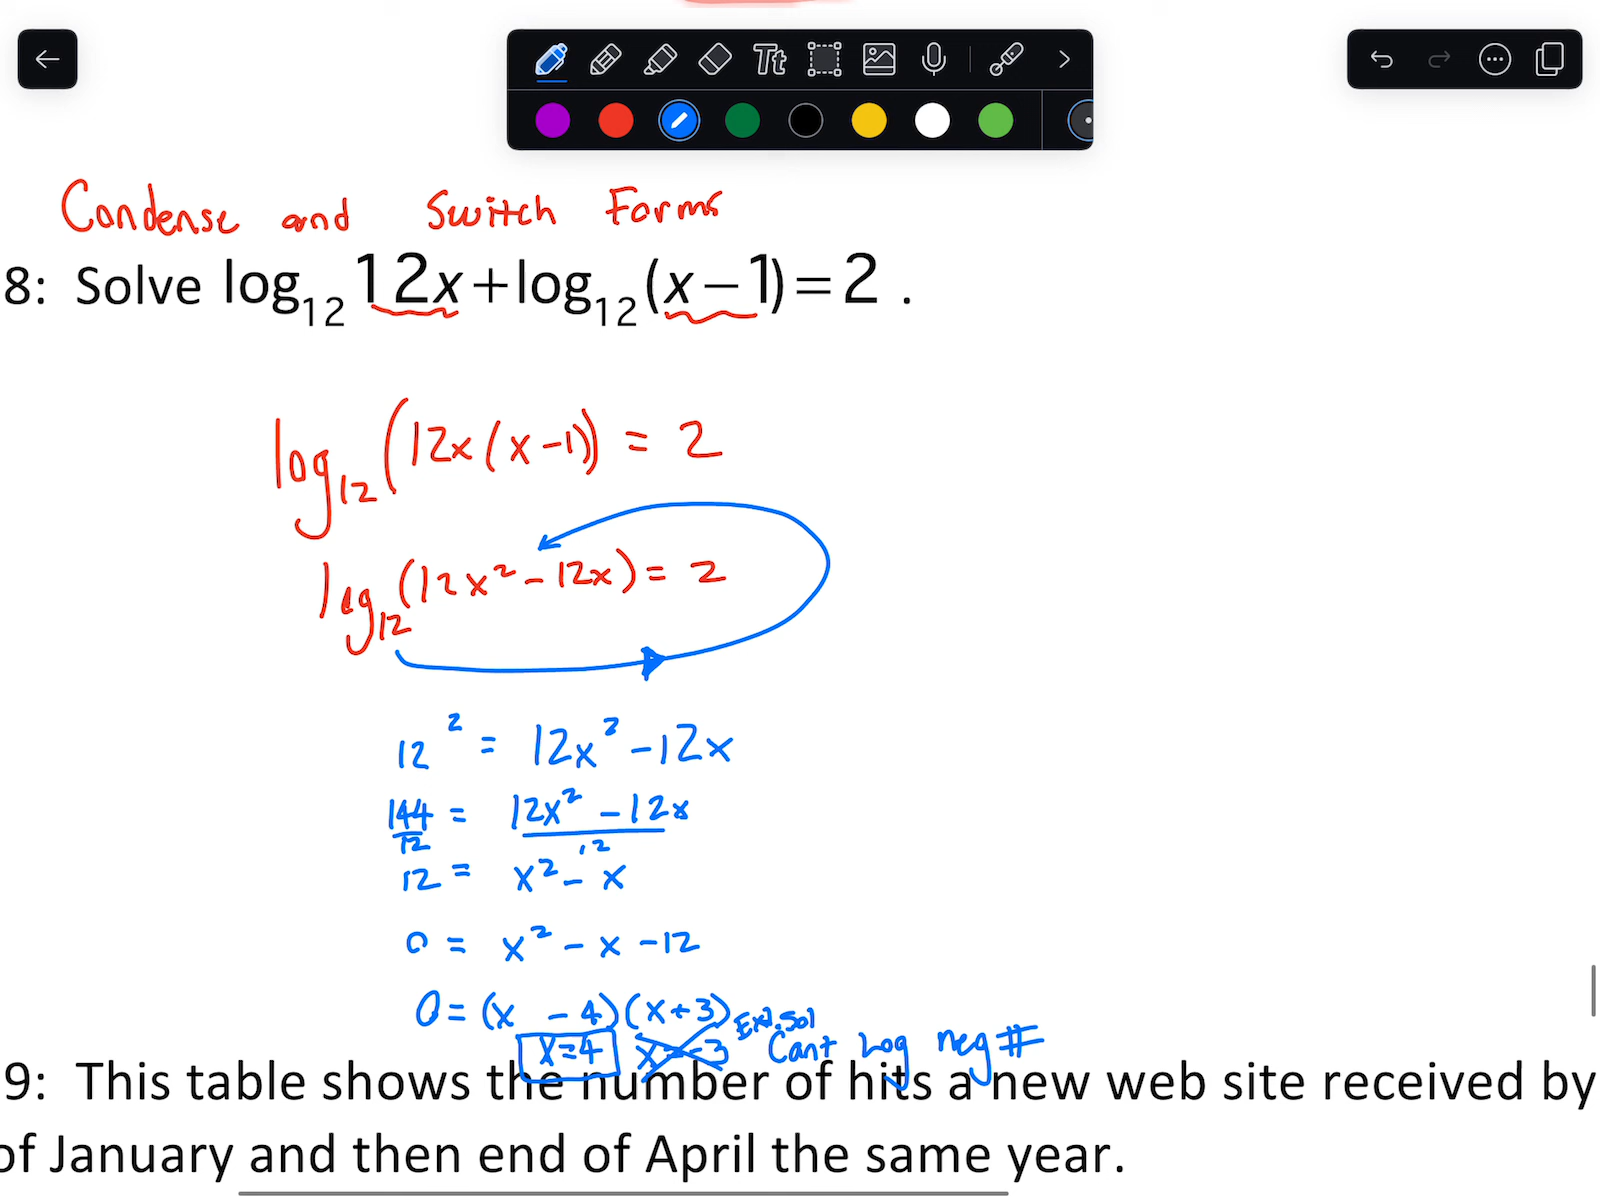 Tt
Condense and Switch Forms
8: Solve log₁₂ 12x + log₁₂ (x − 1) = 2 .
log₁₂ (12x(x−1)) = 2
log₁₂ (12x² − 12x) = 2
12² = 12x² − 12x
144/12 = 12x² − 12x/12
12 = x² − x
0 = x² − x − 12
0 = (x − 4)(x + 3) Ext. Sol
x=4 x=−3 Cant Log neg #
9: This table shows the number of hits a new web site received by
of January and then end of April the same year.